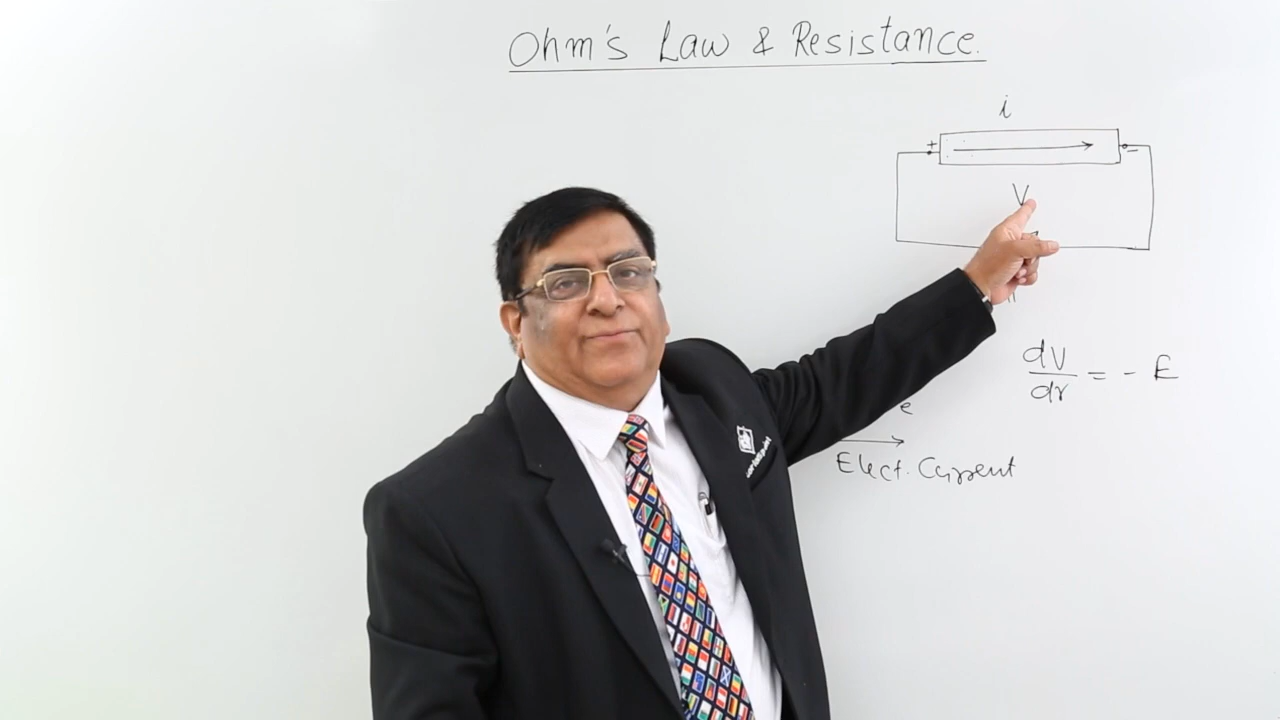 Ohm's Law & Resistance.
i
+ −
V
dV/dr = - E
e
Elect. Current